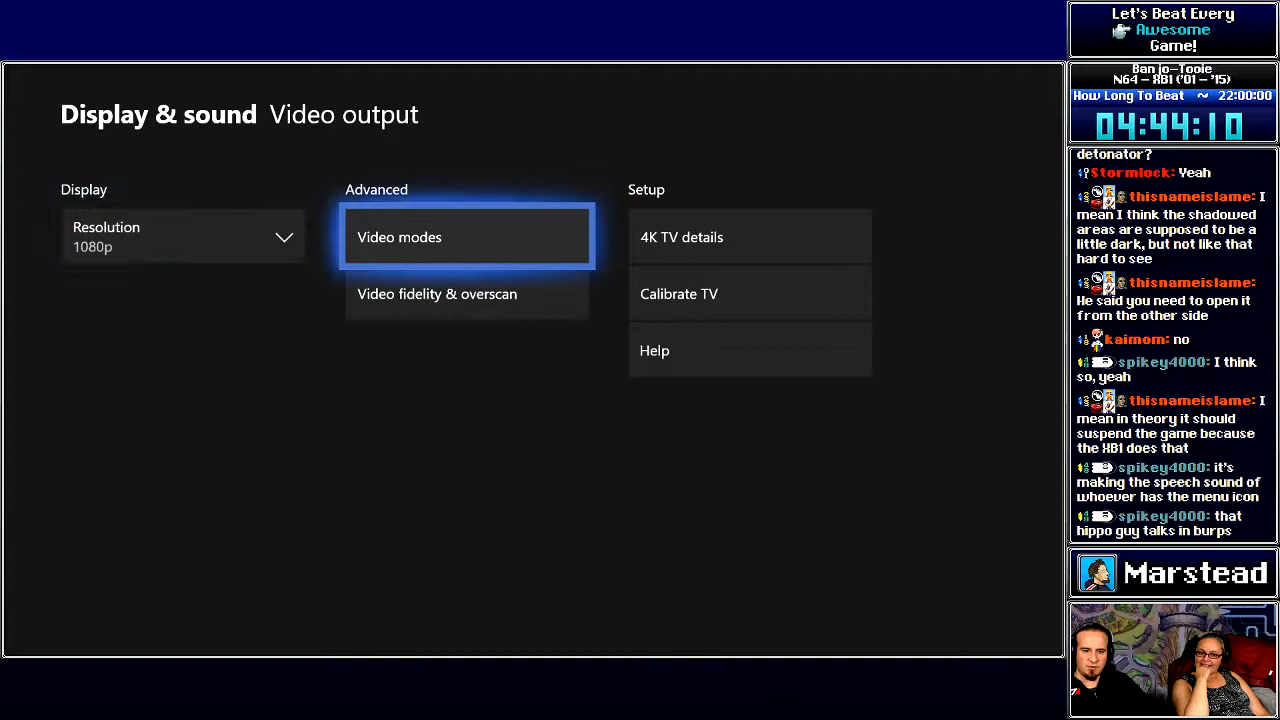 Display & sound Video output
Display
Resolution
1080p
Advanced
Video modes
Video fidelity & overscan
Setup
4K TV details
Calibrate TV
Help
Let's Beat Every
Awesome
Game!
Banjo-Tooie
N64 - XB1 ('01 - '15)
How Long To Beat ~ 22:00:00
04:44:10
detonator?
Stormlock: Yeah
thisnameislame: I
mean I think the shadowed
areas are supposed to be a
little dark, but not like that
hard to see
thisnameislame:
He said you need to open it
from the other side
kaimom: no
spikey4000: I think
so, yeah
thisnameislame: I
mean in theory it should
suspend the game because
the XB1 does that
spikey4000: it's
making the speech sound of
whoever has the menu icon
spikey4000: that
hippo guy talks in burps
Marstead